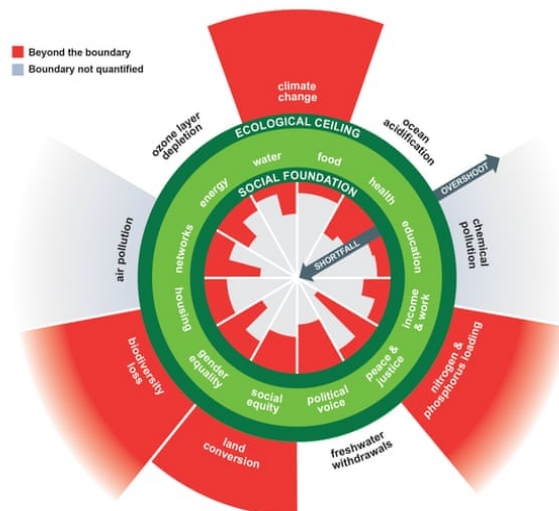 Beyond the boundary
Boundary not quantified
climate
change
ozone layer
depletion
ocean
acidification
ECOLOGICAL CEILING
OVERSHOOT
water
food
energy
health
SOCIAL FOUNDATION
networks
education
SHORTFALL
air pollution
chemical
pollution
housing
income
& work
gender
equality
peace &
justice
social
equity
political
voice
biodiversity
loss
nitrogen &
phosphorus loading
land
conversion
freshwater
withdrawals